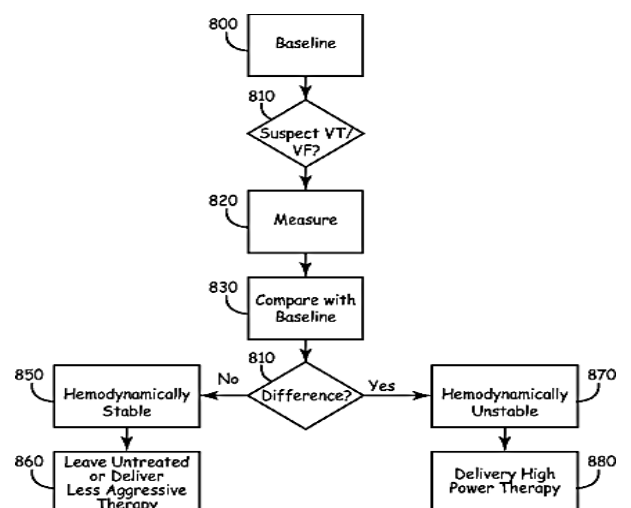 800
Baseline
810
Suspect VT/
VF?
820
Measure
830
Compare with
Baseline
810
Difference?
No
Yes
850
Hemodynamically
Stable
870
Hemodynamically
Unstable
860
Leave Untreated
or Deliver
Less Aggressive
Therapy
Delivery High
Power Therapy
880